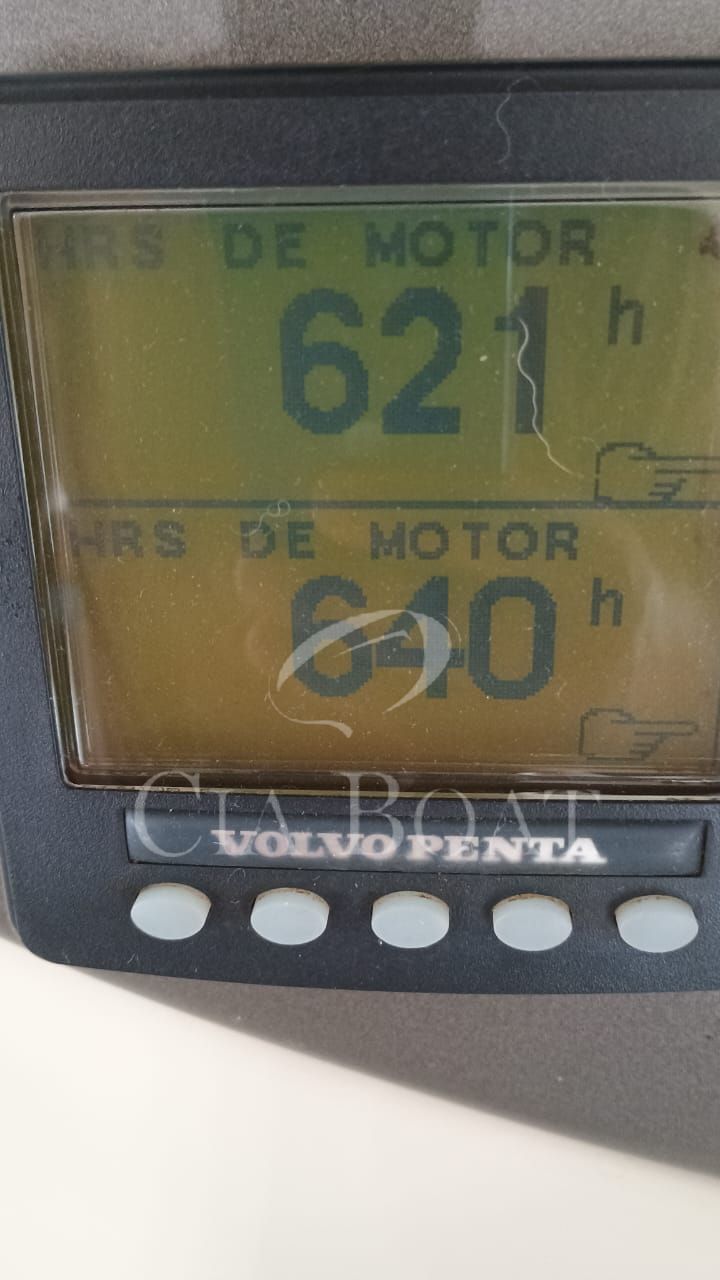 HRS DE MOTOR
621 h
HRS DE MOTOR
640 h
CIA BOAT
VOLVO PENTA